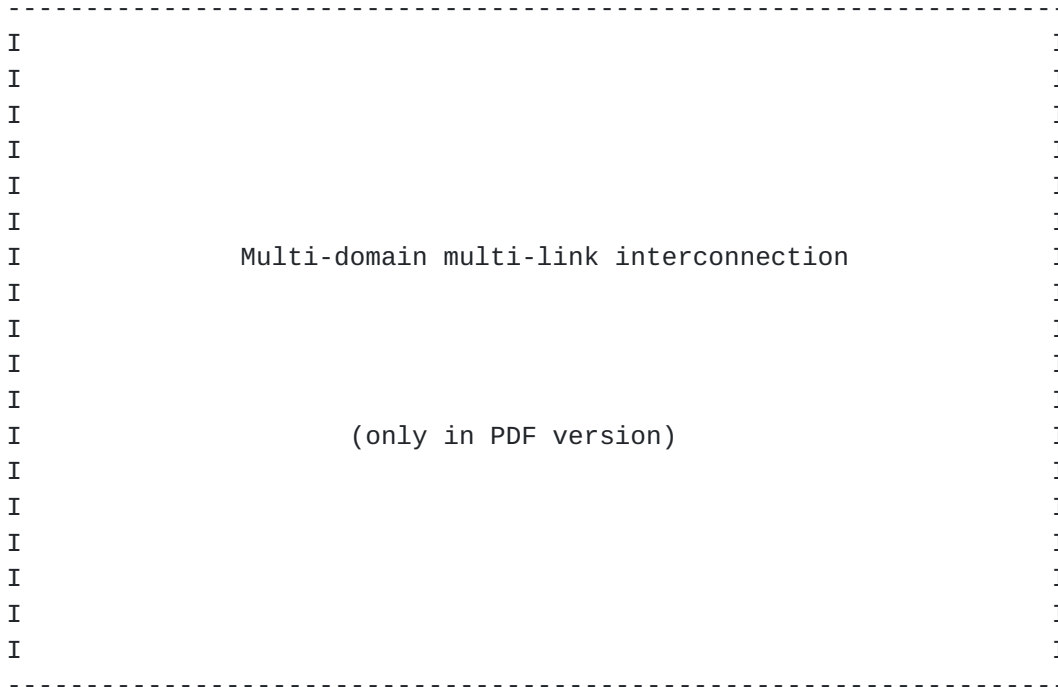 --------------------------------------------------------------------
I                                                                  I
I                                                                  I
I                                                                  I
I                                                                  I
I                                                                  I
I                                                                  I
I              Multi-domain multi-link interconnection             I
I                                                                  I
I                                                                  I
I                                                                  I
I                                                                  I
I                     (only in PDF version)                        I
I                                                                  I
I                                                                  I
I                                                                  I
I                                                                  I
I                                                                  I
I                                                                  I
--------------------------------------------------------------------